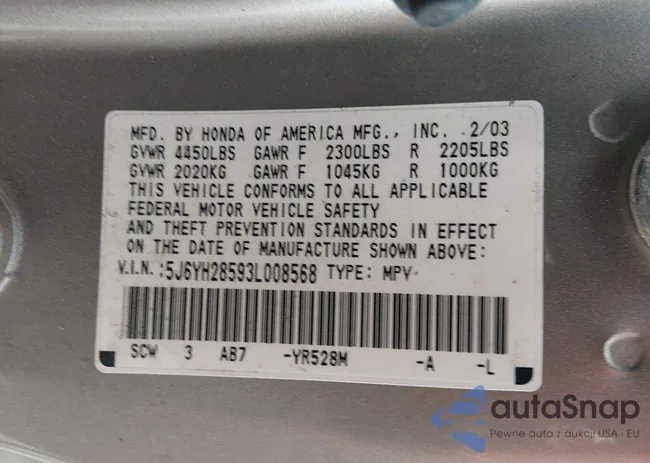 MFD. BY HONDA OF AMERICA MFG., INC. 2/03
GVWR 4450LBS GAWR F 2300LBS R 2205LBS
GVWR 2020KG GAWR F 1045KG R 1000KG
THIS VEHICLE CONFORMS TO ALL APPLICABLE
FEDERAL MOTOR VEHICLE SAFETY
AND THEFT PREVENTION STANDARDS IN EFFECT
ON THE DATE OF MANUFACTURE SHOWN ABOVE:
V.I.N.:5J6YH28593L008568 TYPE: MPV
SCW 3 AB7 -YR528M -A -L
autaSnap
Pewne auta z aukcji USA i EU